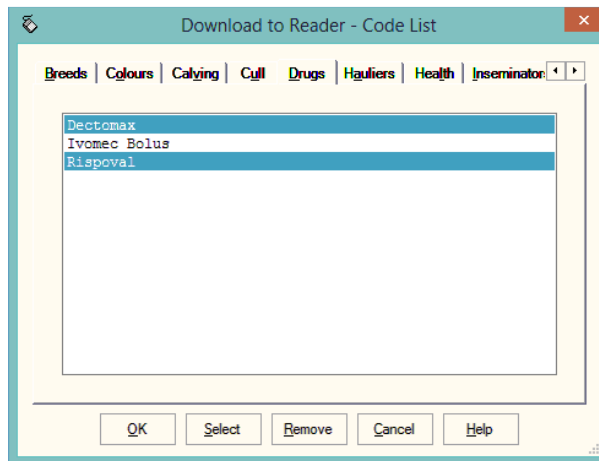 Download to Reader - Code List
Breeds Colours Calving Cull Drugs Hauliers Health Inseminator
Dectomax
Ivomec Bolus
Rispoval
OK Select Remove Cancel Help